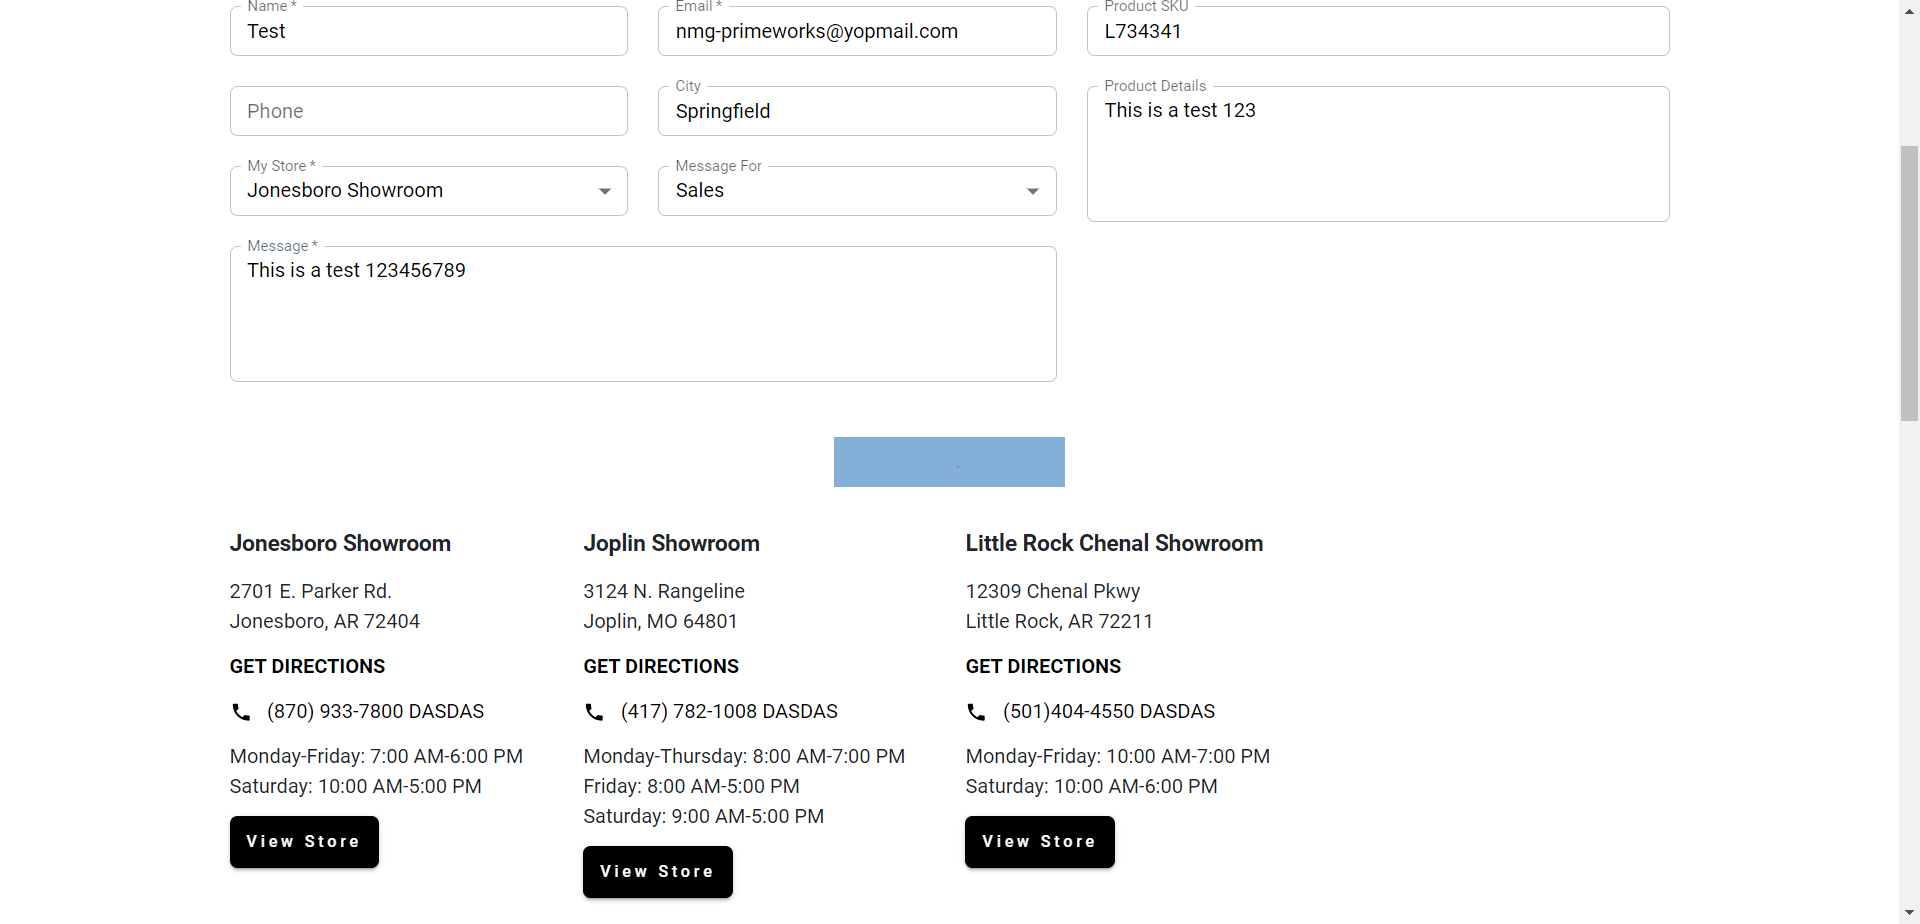 Name *
Test
Email *
nmg-primeworks@yopmail.com
Product SKU
L734341
Phone
City
Springfield
Product Details
This is a test 123
My Store *
Jonesboro Showroom
Message For
Sales
Message *
This is a test 123456789
Jonesboro Showroom
2701 E. Parker Rd.
Jonesboro, AR 72404
GET DIRECTIONS
(870) 933-7800 DASDAS
Monday-Friday: 7:00 AM-6:00 PM
Saturday: 10:00 AM-5:00 PM
View Store
Joplin Showroom
3124 N. Rangeline
Joplin, MO 64801
GET DIRECTIONS
(417) 782-1008 DASDAS
Monday-Thursday: 8:00 AM-7:00 PM
Friday: 8:00 AM-5:00 PM
Saturday: 9:00 AM-5:00 PM
View Store
Little Rock Chenal Showroom
12309 Chenal Pkwy
Little Rock, AR 72211
GET DIRECTIONS
(501)404-4550 DASDAS
Monday-Friday: 10:00 AM-7:00 PM
Saturday: 10:00 AM-6:00 PM
View Store